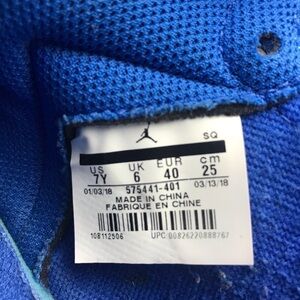 SQ
US UK EUR cm
7Y 6 40 25
01/03/18 575441-401 03/13/18
MADE IN CHINA
FABRIQUE EN CHINE
108112506 UPC 00826220888767